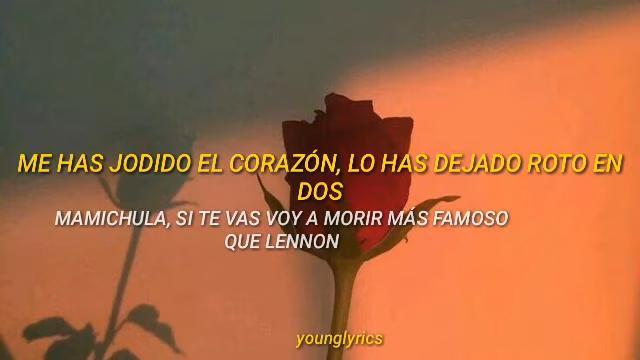 ME HAS JODIDO EL CORAZÓN, LO HAS DEJADO ROTO EN
DOS
MAMICHULA, SI TE VAS VOY A MORIR MÁS FAMOSO
QUE LENNON
younglyrics